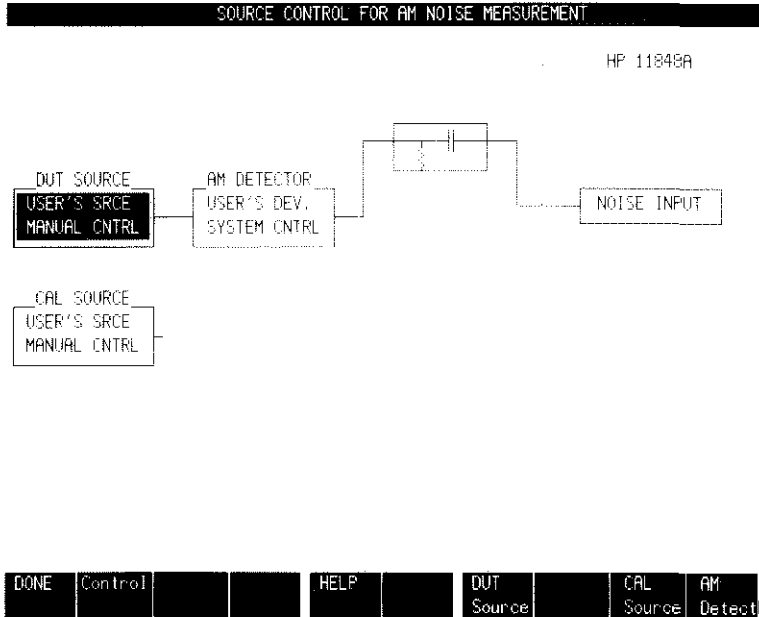 SOURCE CONTROL FOR AM NOISE MEASUREMENT
HP 11848A
DUT SOURCE
USER'S SRCE
MANUAL CNTRL
AM DETECTOR
USER'S DEV.
SYSTEM CNTRL
NOISE INPUT
CAL SOURCE
USER'S SRCE
MANUAL CNTRL
DONE Control HELP DUT Source CAL Source AM Detect